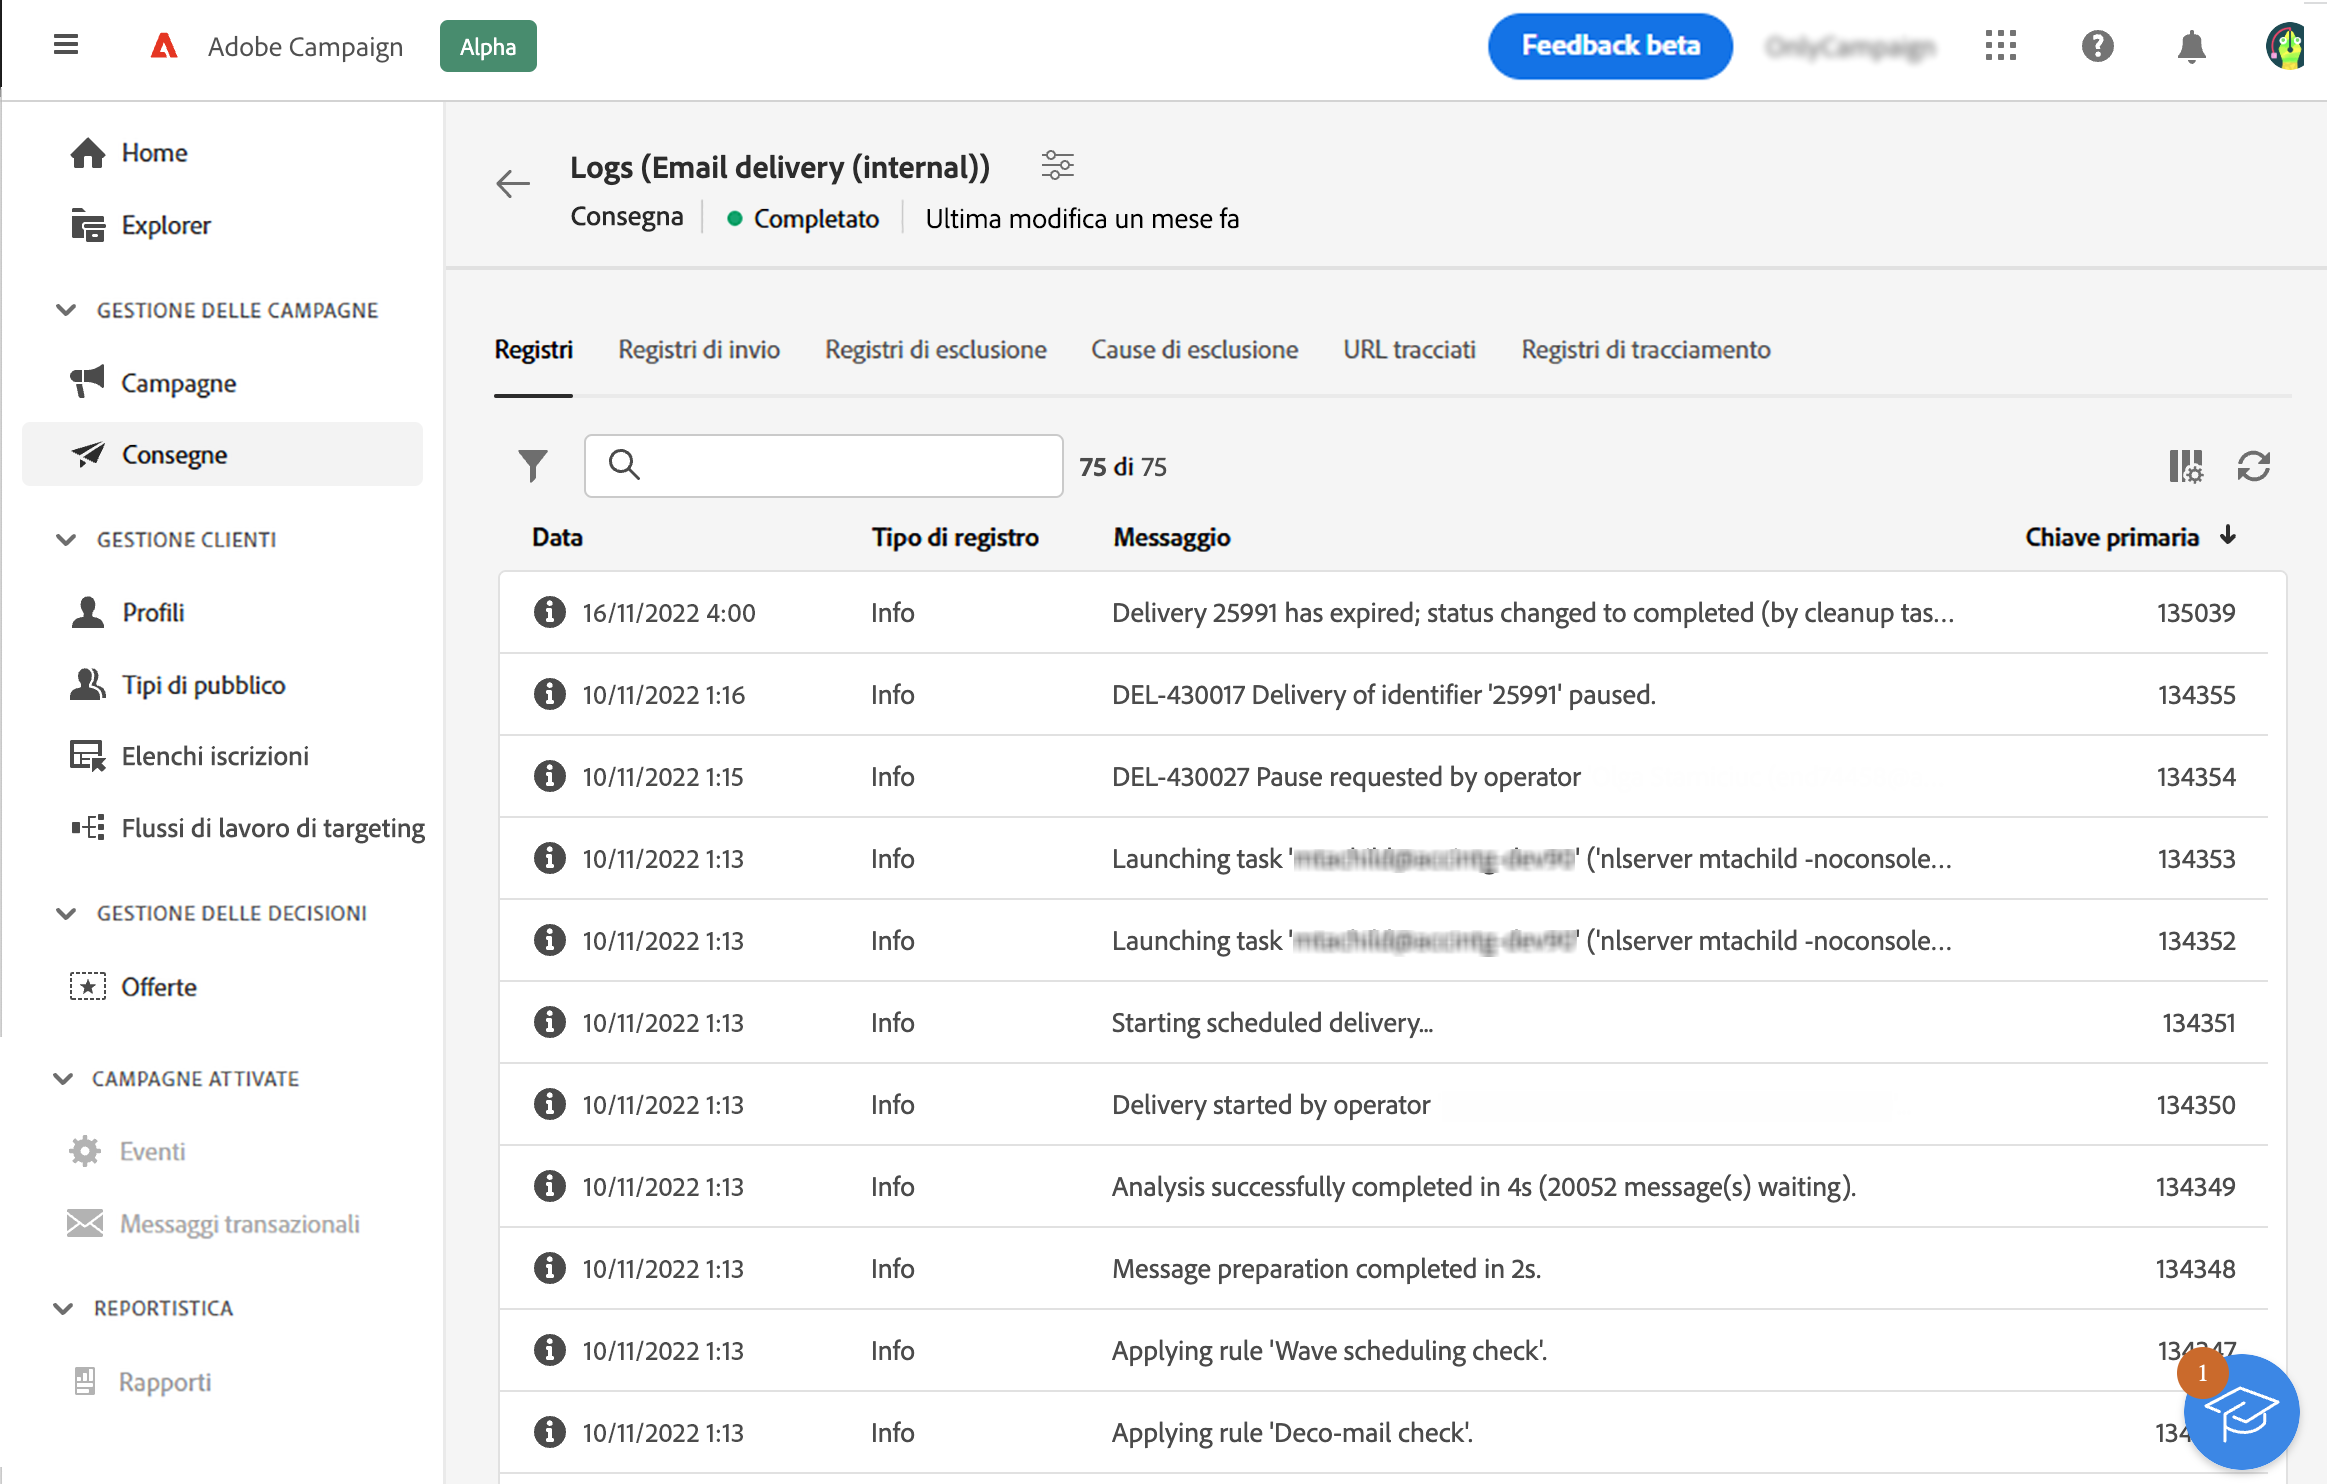 Adobe Campaign
Alpha
Feedback beta
Home
Explorer
GESTIONE DELLE CAMPAGNE
Campagne
Consegne
GESTIONE CLIENTI
Profili
Tipi di pubblico
Elenchi iscrizioni
Flussi di lavoro di targeting
GESTIONE DELLE DECISIONI
Offerte
CAMPAGNE ATTIVATE
Eventi
Messaggi transazionali
REPORTISTICA
Rapporti
Logs (Email delivery (internal))
Consegna Completato Ultima modifica un mese fa
Registri Registri di invio Registri di esclusione Cause di esclusione URL tracciati Registri di tracciamento
75 di 75
Data Tipo di registro Messaggio Chiave primaria
16/11/2022 4:00 Info Delivery 25991 has expired; status changed to completed (by cleanup tas... 135039
10/11/2022 1:16 Info DEL-430017 Delivery of identifier '25991' paused. 134355
10/11/2022 1:15 Info DEL-430027 Pause requested by operator 134354
10/11/2022 1:13 Info Launching task ' ' ('nlserver mtachild -noconsole... 134353
10/11/2022 1:13 Info Launching task ' ' ('nlserver mtachild -noconsole... 134352
10/11/2022 1:13 Info Starting scheduled delivery... 134351
10/11/2022 1:13 Info Delivery started by operator 134350
10/11/2022 1:13 Info Analysis successfully completed in 4s (20052 message(s) waiting). 134349
10/11/2022 1:13 Info Message preparation completed in 2s. 134348
10/11/2022 1:13 Info Applying rule 'Wave scheduling check'. 134347
10/11/2022 1:13 Info Applying rule 'Deco-mail check'.
1